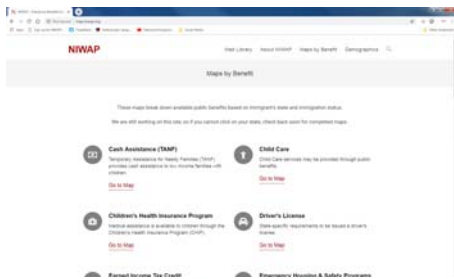 NIWAP
Web Library About NIWAP Maps by Benefit Demographics
Maps by Benefit
These maps break down available public benefits based on immigrant's state and immigration status.
We are still working on this site, so if you cannot click on your state, check back soon for completed maps.
Cash Assistance (TANF)
Temporary Assistance for Needy Families (TANF)
provides cash assistance to low income families with
children.
Go to Map
Child Care
Child Care services may be provided through public
benefits.
Go to Map
Children's Health Insurance Program
Medical assistance is available to children through the
Children's Health Insurance Program (CHIP).
Go to Map
Driver's License
State-specific requirements to be issued a driver's
license.
Go to Map
Earned Income Tax Credit
Emergency Housing & Safety Programs